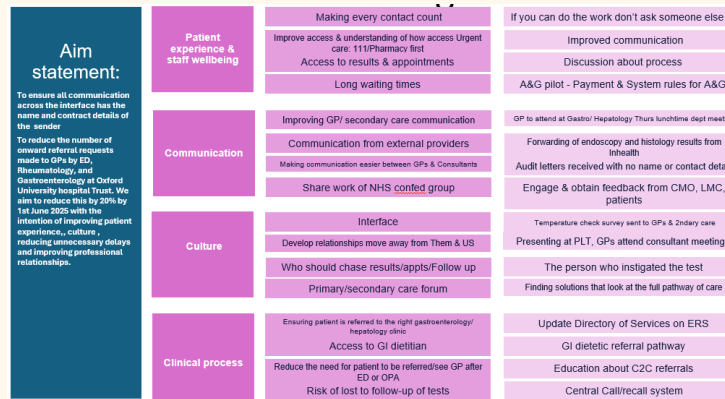 Aim
statement:
To ensure all communication
across the interface has the
name and contact details of
the sender
To reduce the number of
onward referral requests
made to GPs by ED,
Rheumatology, and
Gastroenterology at Oxford
University hospital Trust. We
aim to reduce this by 20% by
1st June 2025 with the
intention of improving patient
experience,, culture ,
reducing unnecessary delays
and improving professional
relationships.
Patient
experience &
staff wellbeing
Making every contact count
Improve access & understanding of how access Urgent
care: 111/Pharmacy first
Access to results & appointments
Long waiting times
If you can do the work don't ask someone else
Improved communication
Discussion about process
A&G pilot - Payment & System rules for A&G
Communication
Improving GP/ secondary care communication
Communication from external providers
Making communication easier between GPs & Consultants
Share work of NHS confed group
GP to attend at Gastro/ Hepatology Thurs lunchtime dept meet
Forwarding of endoscopy and histology results from
Inhealth
Audit letters received with no name or contact deta
Engage & obtain feedback from CMO, LMC,
patients
Culture
Interface
Develop relationships move away from Them & US
Who should chase results/appts/Follow up
Primary/secondary care forum
Temperature check survey sent to GPs & 2ndary care
Presenting at PLT, GPs attend consultant meeting
The person who instigated the test
Finding solutions that look at the full pathway of care
Clinical process
Ensuring patient is referred to the right gastroenterology/
hepatology clinic
Access to GI dietitian
Reduce the need for patient to be referred/see GP after
ED or OPA
Risk of lost to follow-up of tests
Update Directory of Services on ERS
GI dietetic referral pathway
Education about C2C referrals
Central Call/recall system